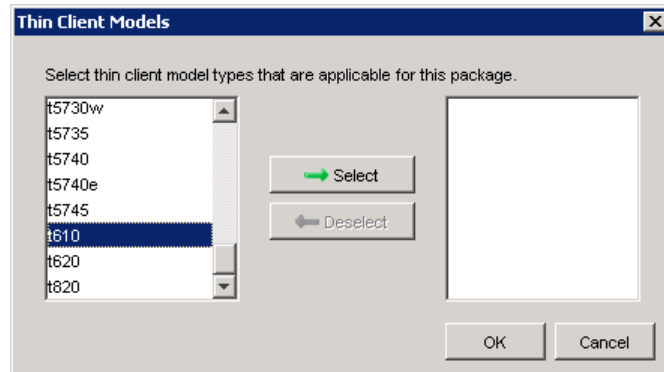 Thin Client Models
Select thin client model types that are applicable for this package.
t5730w
t5735
t5740
t5740e
t5745
t610
t620
t820
Select
Deselect
OK
Cancel